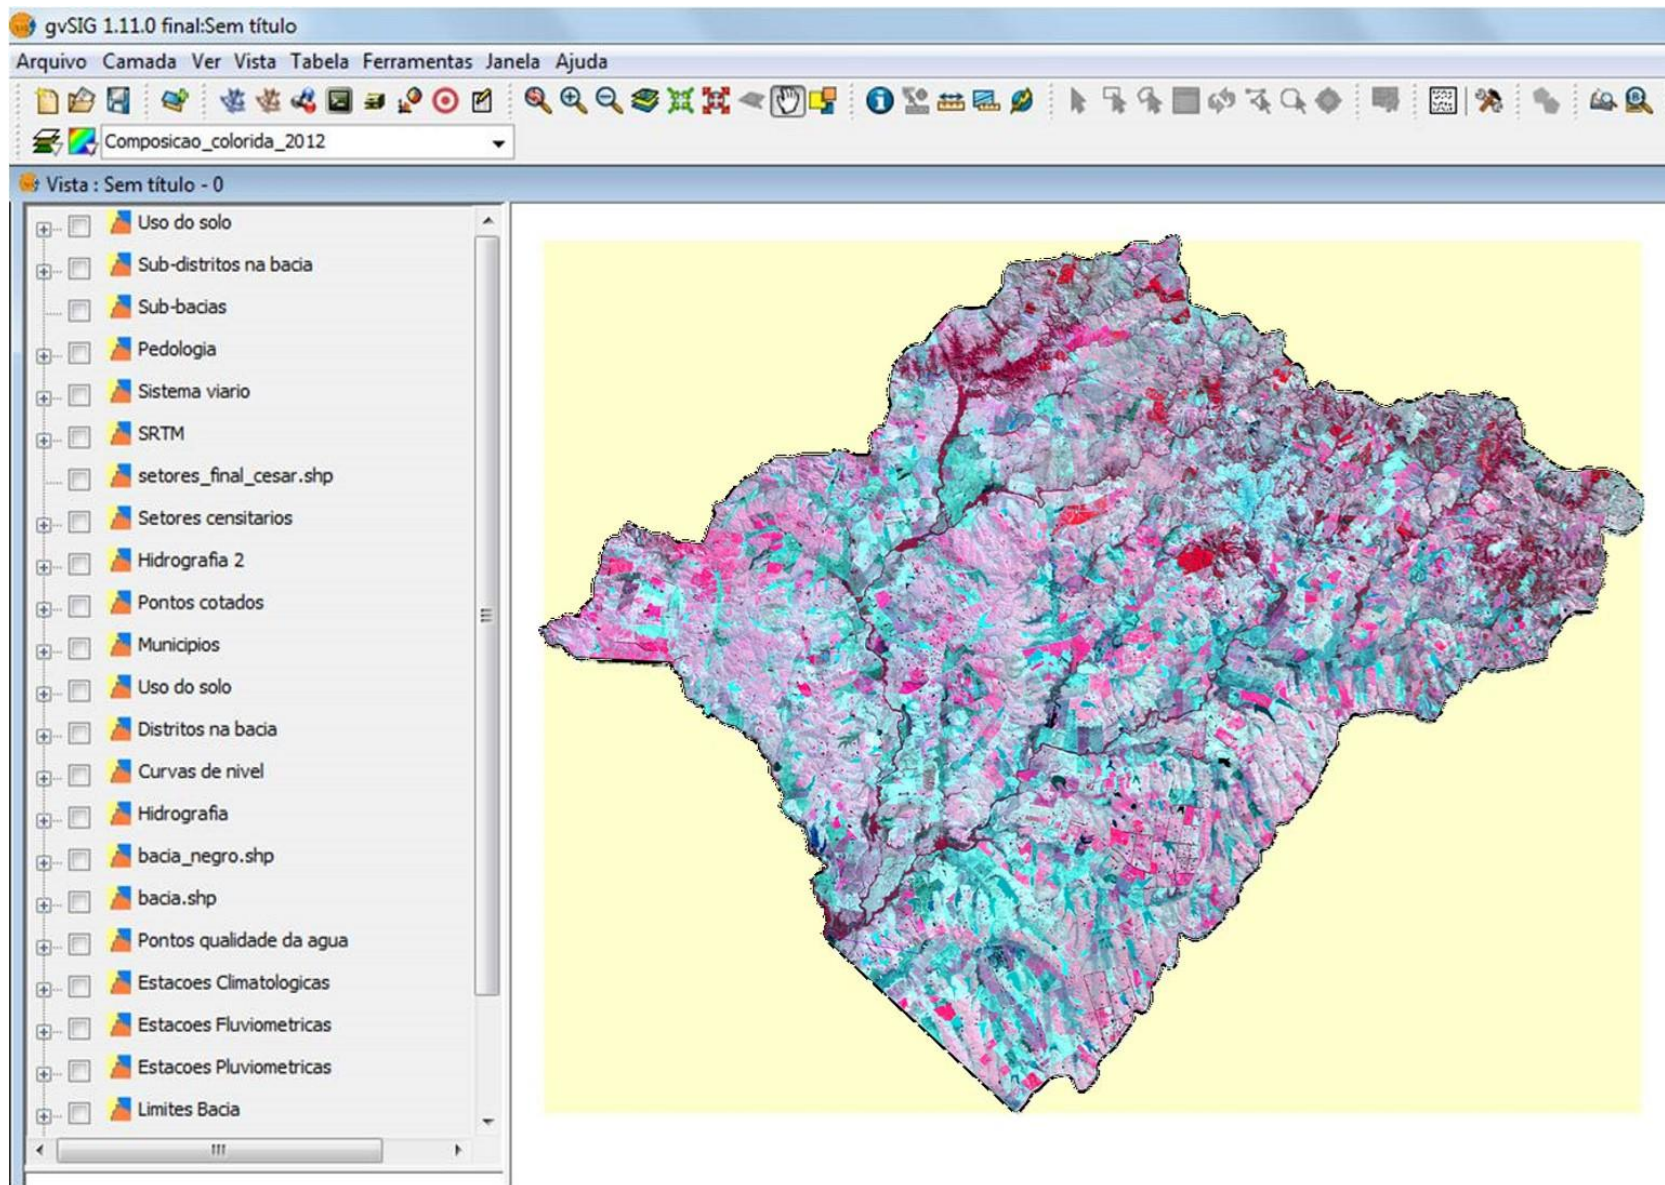 gvSIG 1.11.0 final:Sem título
Arquivo Camada Ver Vista Tabela Ferramentas Janela Ajuda
Composicao_colorida_2012
Vista : Sem título - 0
Uso do solo
Sub-distritos na bacia
Sub-bacias
Pedologia
Sistema viario
SRTM
setores_final_cesar.shp
Setores censitarios
Hidrografia 2
Pontos cotados
Municipios
Uso do solo
Distritos na bacia
Curvas de nivel
Hidrografia
bacia_negro.shp
bacia.shp
Pontos qualidade da agua
Estacoes Climatologicas
Estacoes Fluviometricas
Estacoes Pluviometricas
Limites Bacia